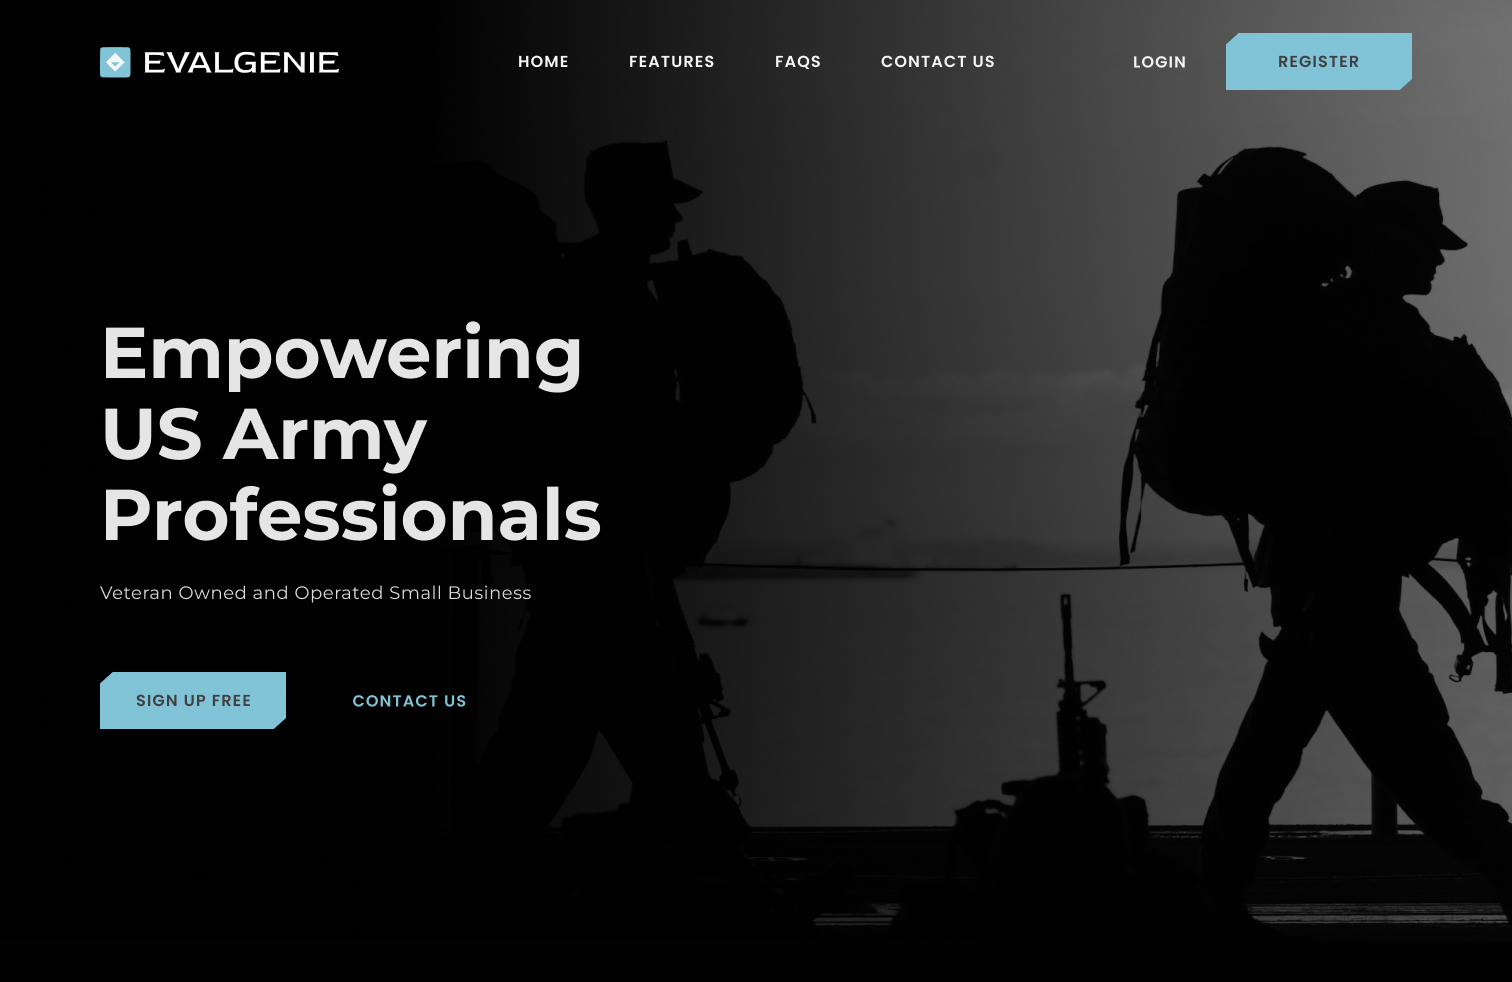 EVALGENIE
HOME FEATURES FAQS CONTACT US LOGIN REGISTER
Empowering
US Army
Professionals
Veteran Owned and Operated Small Business
SIGN UP FREE CONTACT US